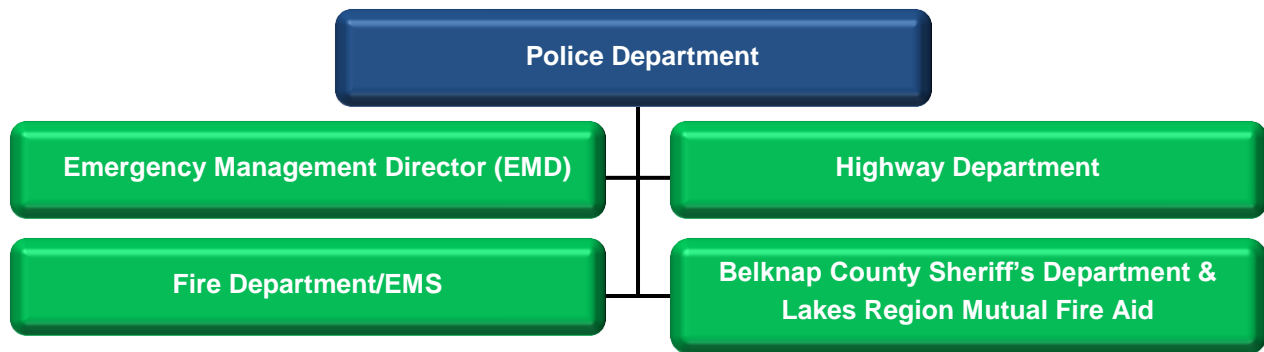 Police Department
Emergency Management Director (EMD)
Highway Department
Fire Department/EMS
Belknap County Sheriff’s Department &
Lakes Region Mutual Fire Aid